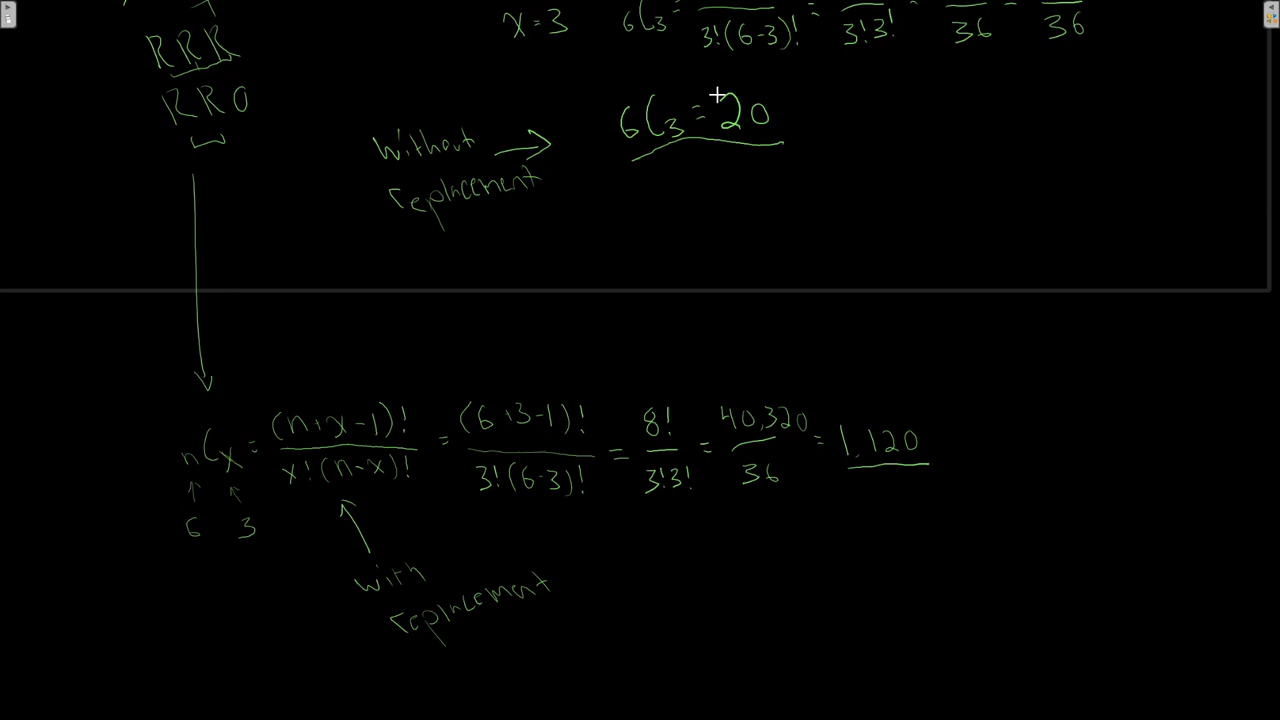 RRR
RRO
x = 3
6C3 = 3!(6-3)! = 3!3! = 36 = 36
6C3 = 20
Without
replacement
nCx = (n+x-1)! / x!(n-x)! = (6+3-1)! / 3!(6-3)! = 8! / 3!3! = 40,320 / 36 = 1,120
6 3
with
replacement